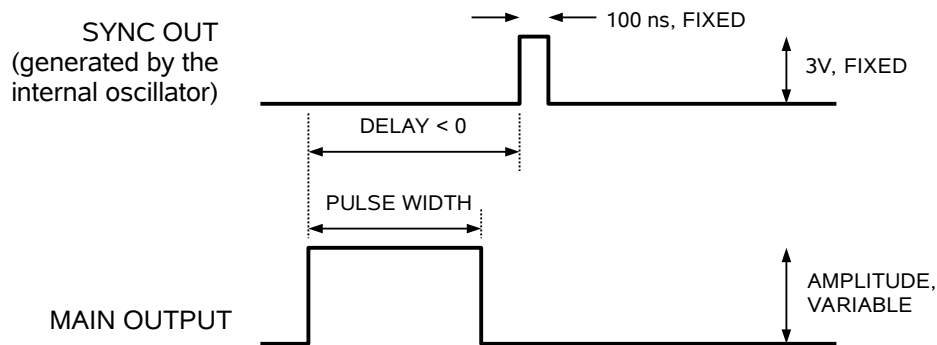 SYNC OUT
(generated by the
internal oscillator)
100 ns, FIXED
3V, FIXED
DELAY < 0
PULSE WIDTH
MAIN OUTPUT
AMPLITUDE,
VARIABLE